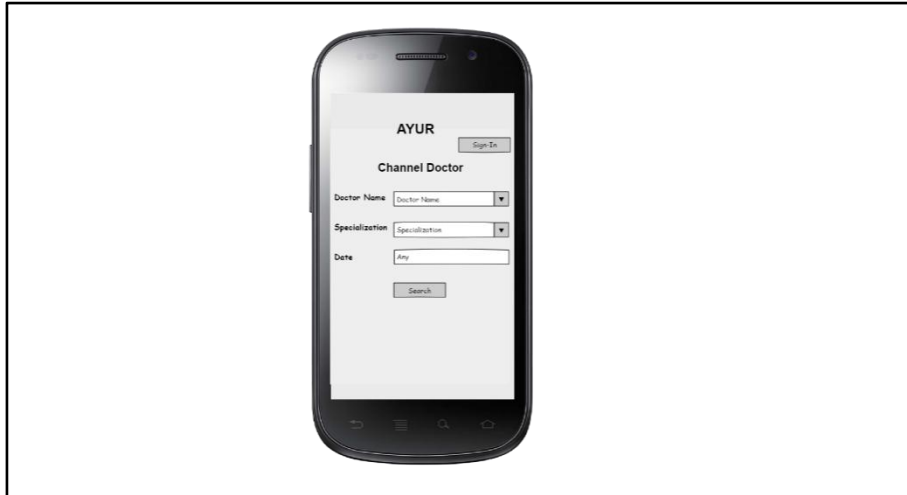 AYUR
Sign-In
Channel Doctor
Doctor Name Doctor Name
Specialization Specialization
Date Any
Search